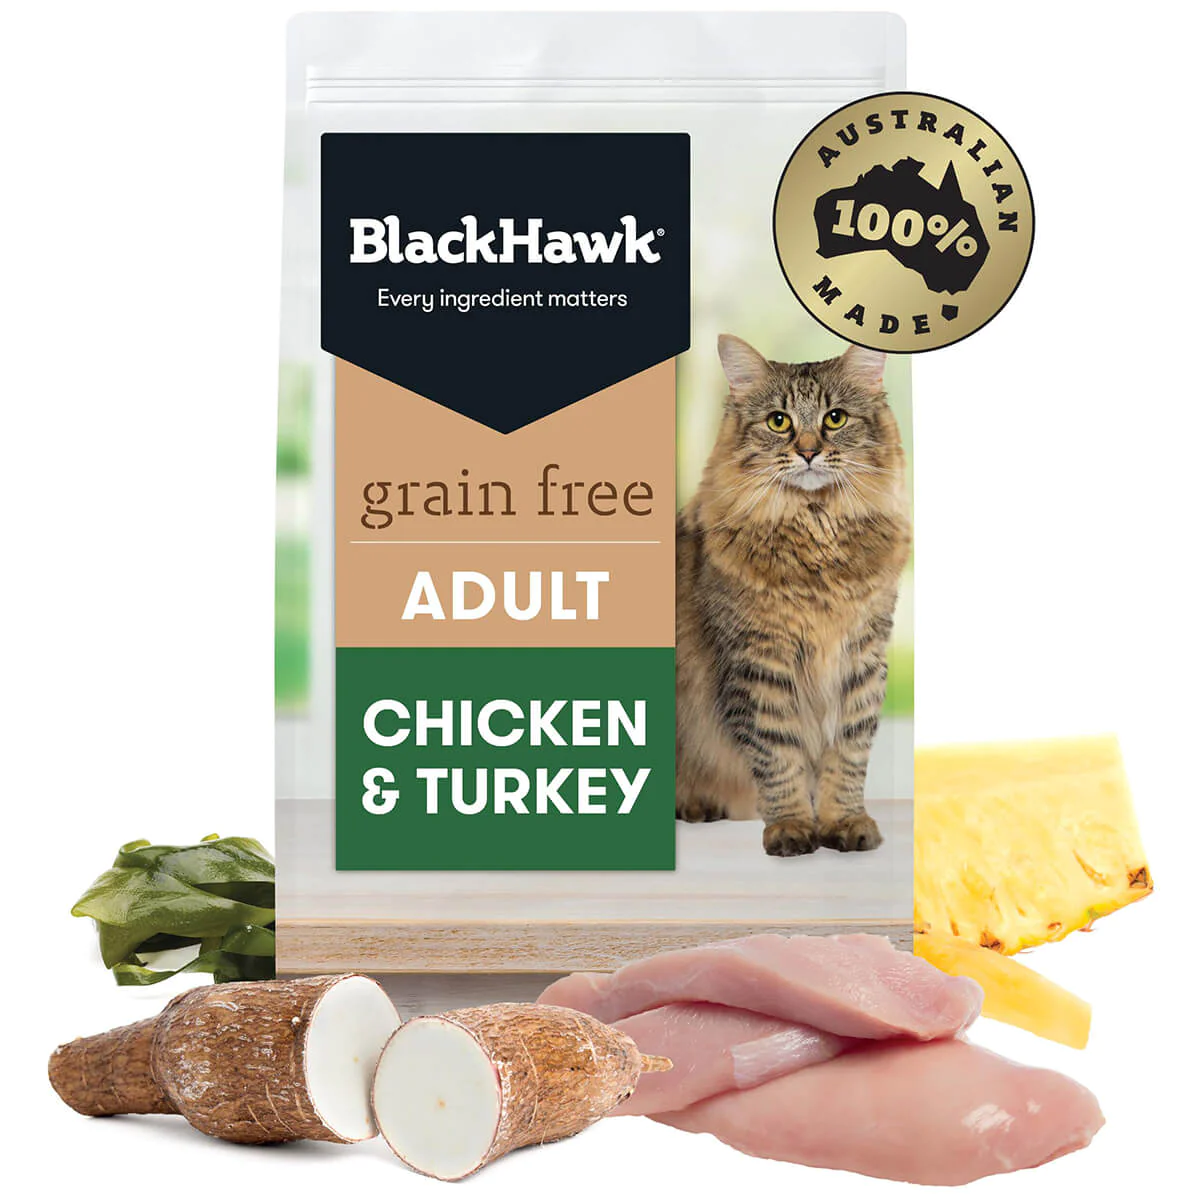 BlackHawk®
Every ingredient matters
grain free
ADULT
CHICKEN
& TURKEY
AUSTRALIAN
100%
MADE